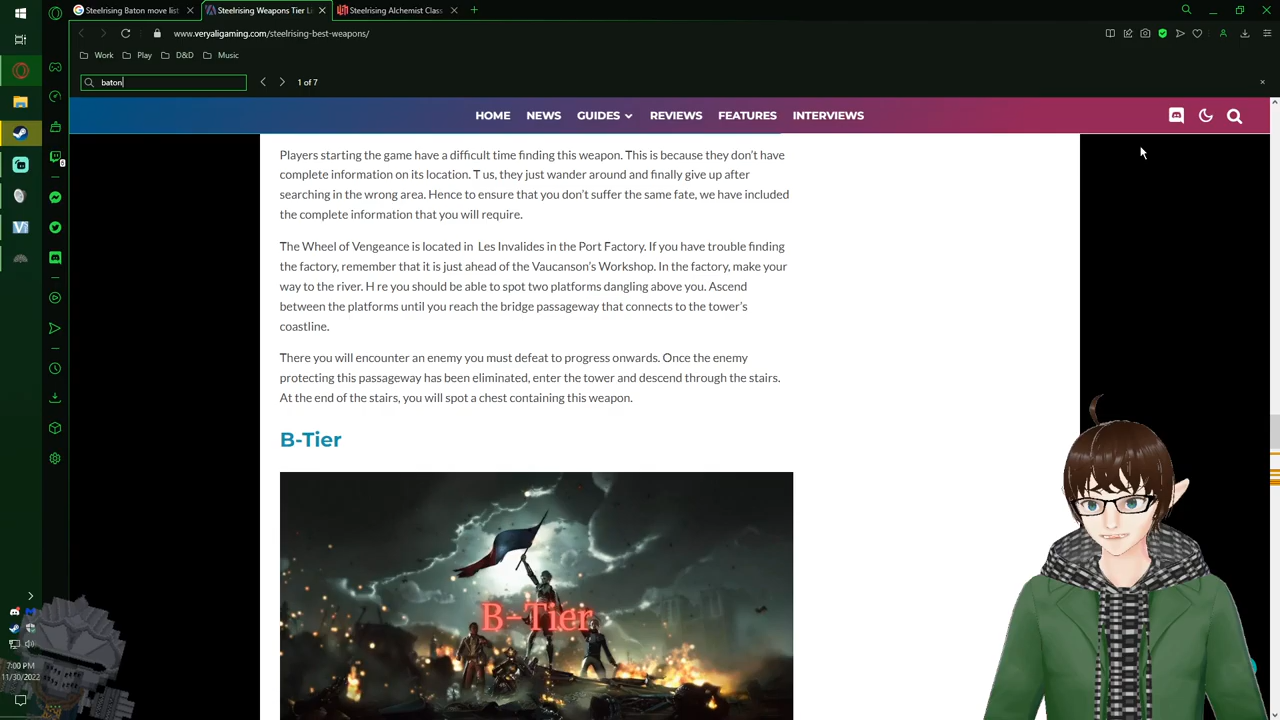 Steelrising Baton move list
Steelrising Weapons Tier Li
Steelrising Alchemist Class
www.veryaligaming.com/steelrising-best-weapons/
Work
Play
D&D
Music
baton
1 of 7
HOME
NEWS
GUIDES
REVIEWS
FEATURES
INTERVIEWS
Players starting the game have a difficult time finding this weapon. This is because they don't have
complete information on its location. T us, they just wander around and finally give up after
searching in the wrong area. Hence to ensure that you don't suffer the same fate, we have included
the complete information that you will require.
The Wheel of Vengeance is located in Les Invalides in the Port Factory. If you have trouble finding
the factory, remember that it is just ahead of the Vaucanson's Workshop. In the factory, make your
way to the river. H re you should be able to spot two platforms dangling above you. Ascend
between the platforms until you reach the bridge passageway that connects to the tower's
coastline.
There you will encounter an enemy you must defeat to progress onwards. Once the enemy
protecting this passageway has been eliminated, enter the tower and descend through the stairs.
At the end of the stairs, you will spot a chest containing this weapon.
B-Tier
B-Tier
7:00 PM
11/30/2022